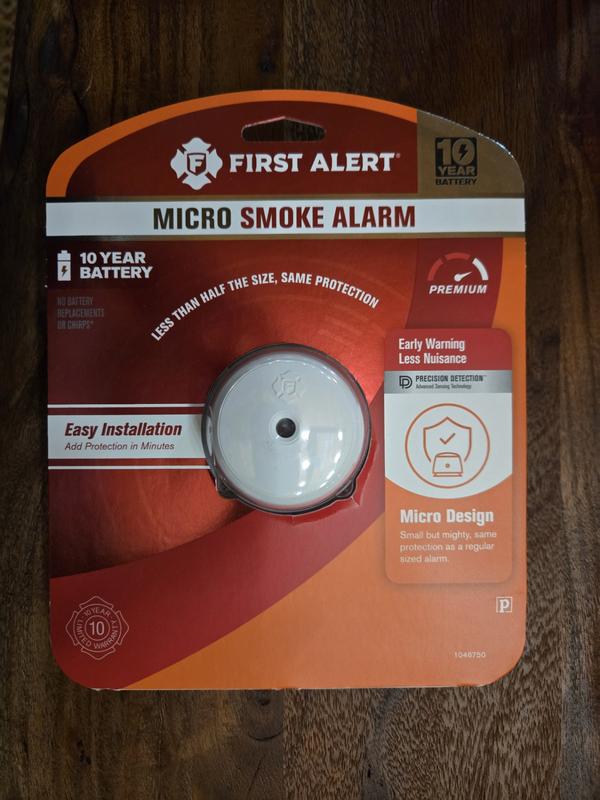 FIRST ALERT®
10
YEAR
BATTERY
MICRO SMOKE ALARM
10 YEAR
BATTERY
NO BATTERY
REPLACEMENTS
OR CHIRPS*
LESS THAN HALF THE SIZE, SAME PROTECTION
PREMIUM
Early Warning
Less Nuisance
PRECISION DETECTION™
Advanced Sensing Technology
Easy Installation
Add Protection in Minutes
Micro Design
Small but mighty, same
protection as a regular
sized alarm.
10 YEAR
10
LIMITED WARRANTY
P
1046750